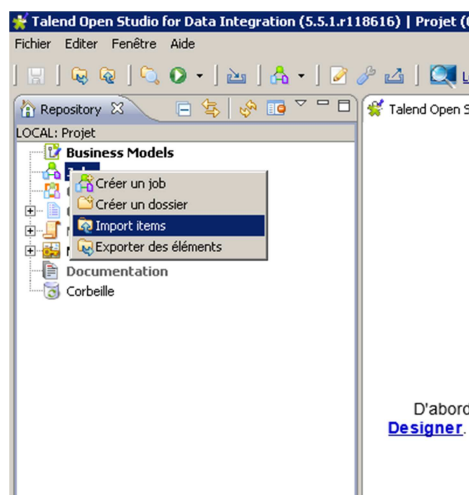 Talend Open Studio for Data Integration (5.5.1.r118616) | Projet (
Fichier Editer Fenêtre Aide
Repository
Talend Open S
LOCAL: Projet
Business Models
Créer un job
Créer un dossier
Import items
Exporter des éléments
Documentation
Corbeille
D'abord
Designer.